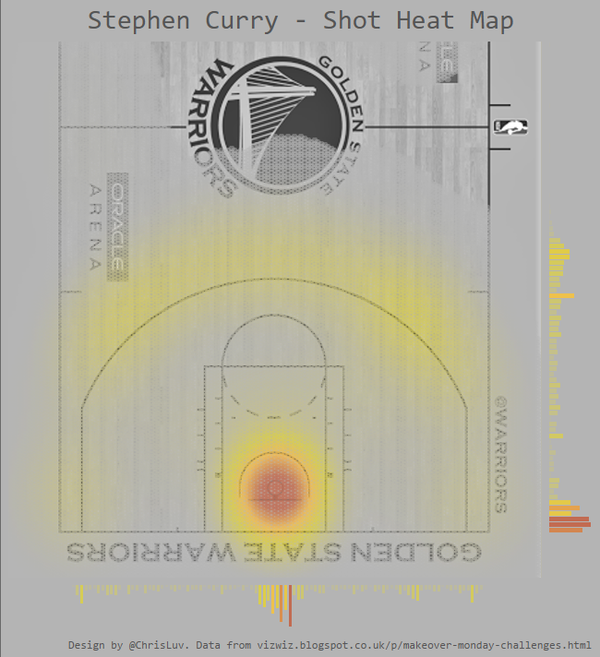 Stephen Curry - Shot Heat Map
GOLDEN STATE
WARRIORS
ORACLE
ARENA
NA
@WARRIORS
GOLDEN STATE WARRIORS
Design by @ChrisLuv. Data from vizwiz.blogspot.co.uk/p/makeover-monday-challenges.html